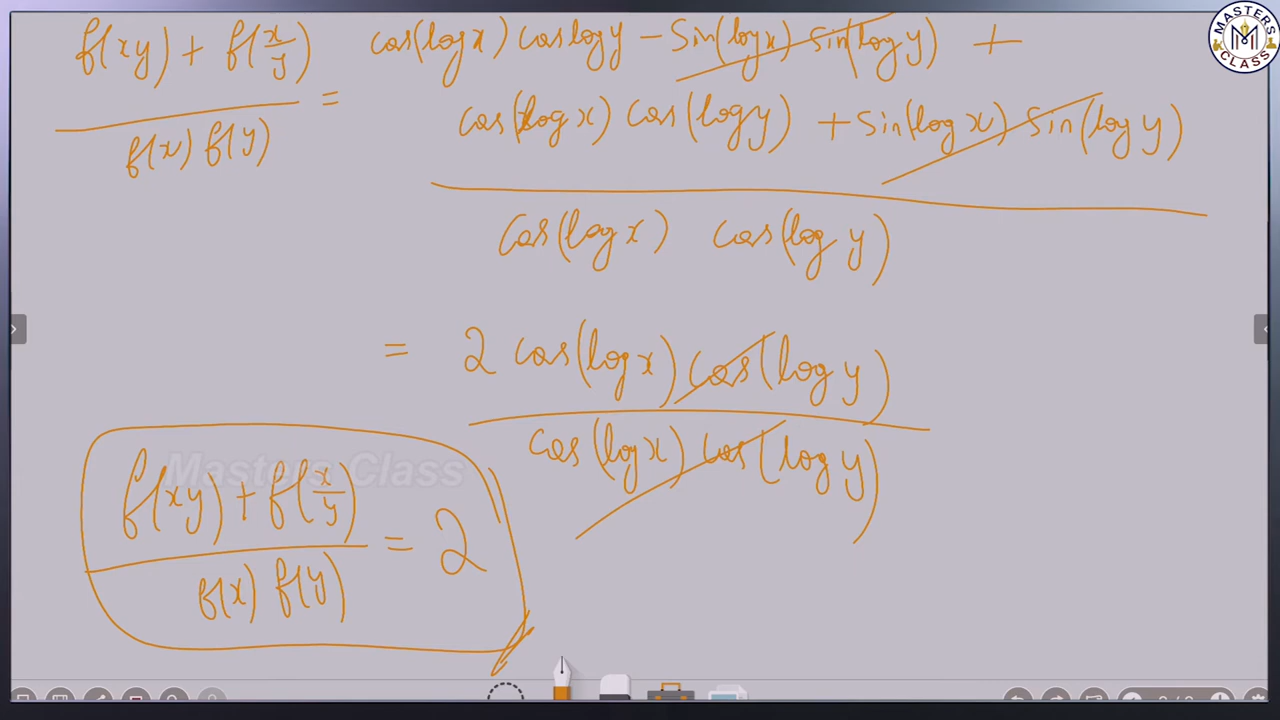 f(xy) + f(x/y) / f(x) f(y) = cos(log x) cos log y - Sin(log x) sin(log y) +
cos(log x) cos(log y) + Sin(log x) Sin(log y)
cos(log x) cos(log y)
= 2 cos(log x) cos(log y)
cos(log x) cos(log y)
f(xy) + f(x/y) / f(x) f(y) = 2
Masters Class
MASTERS
CLASS